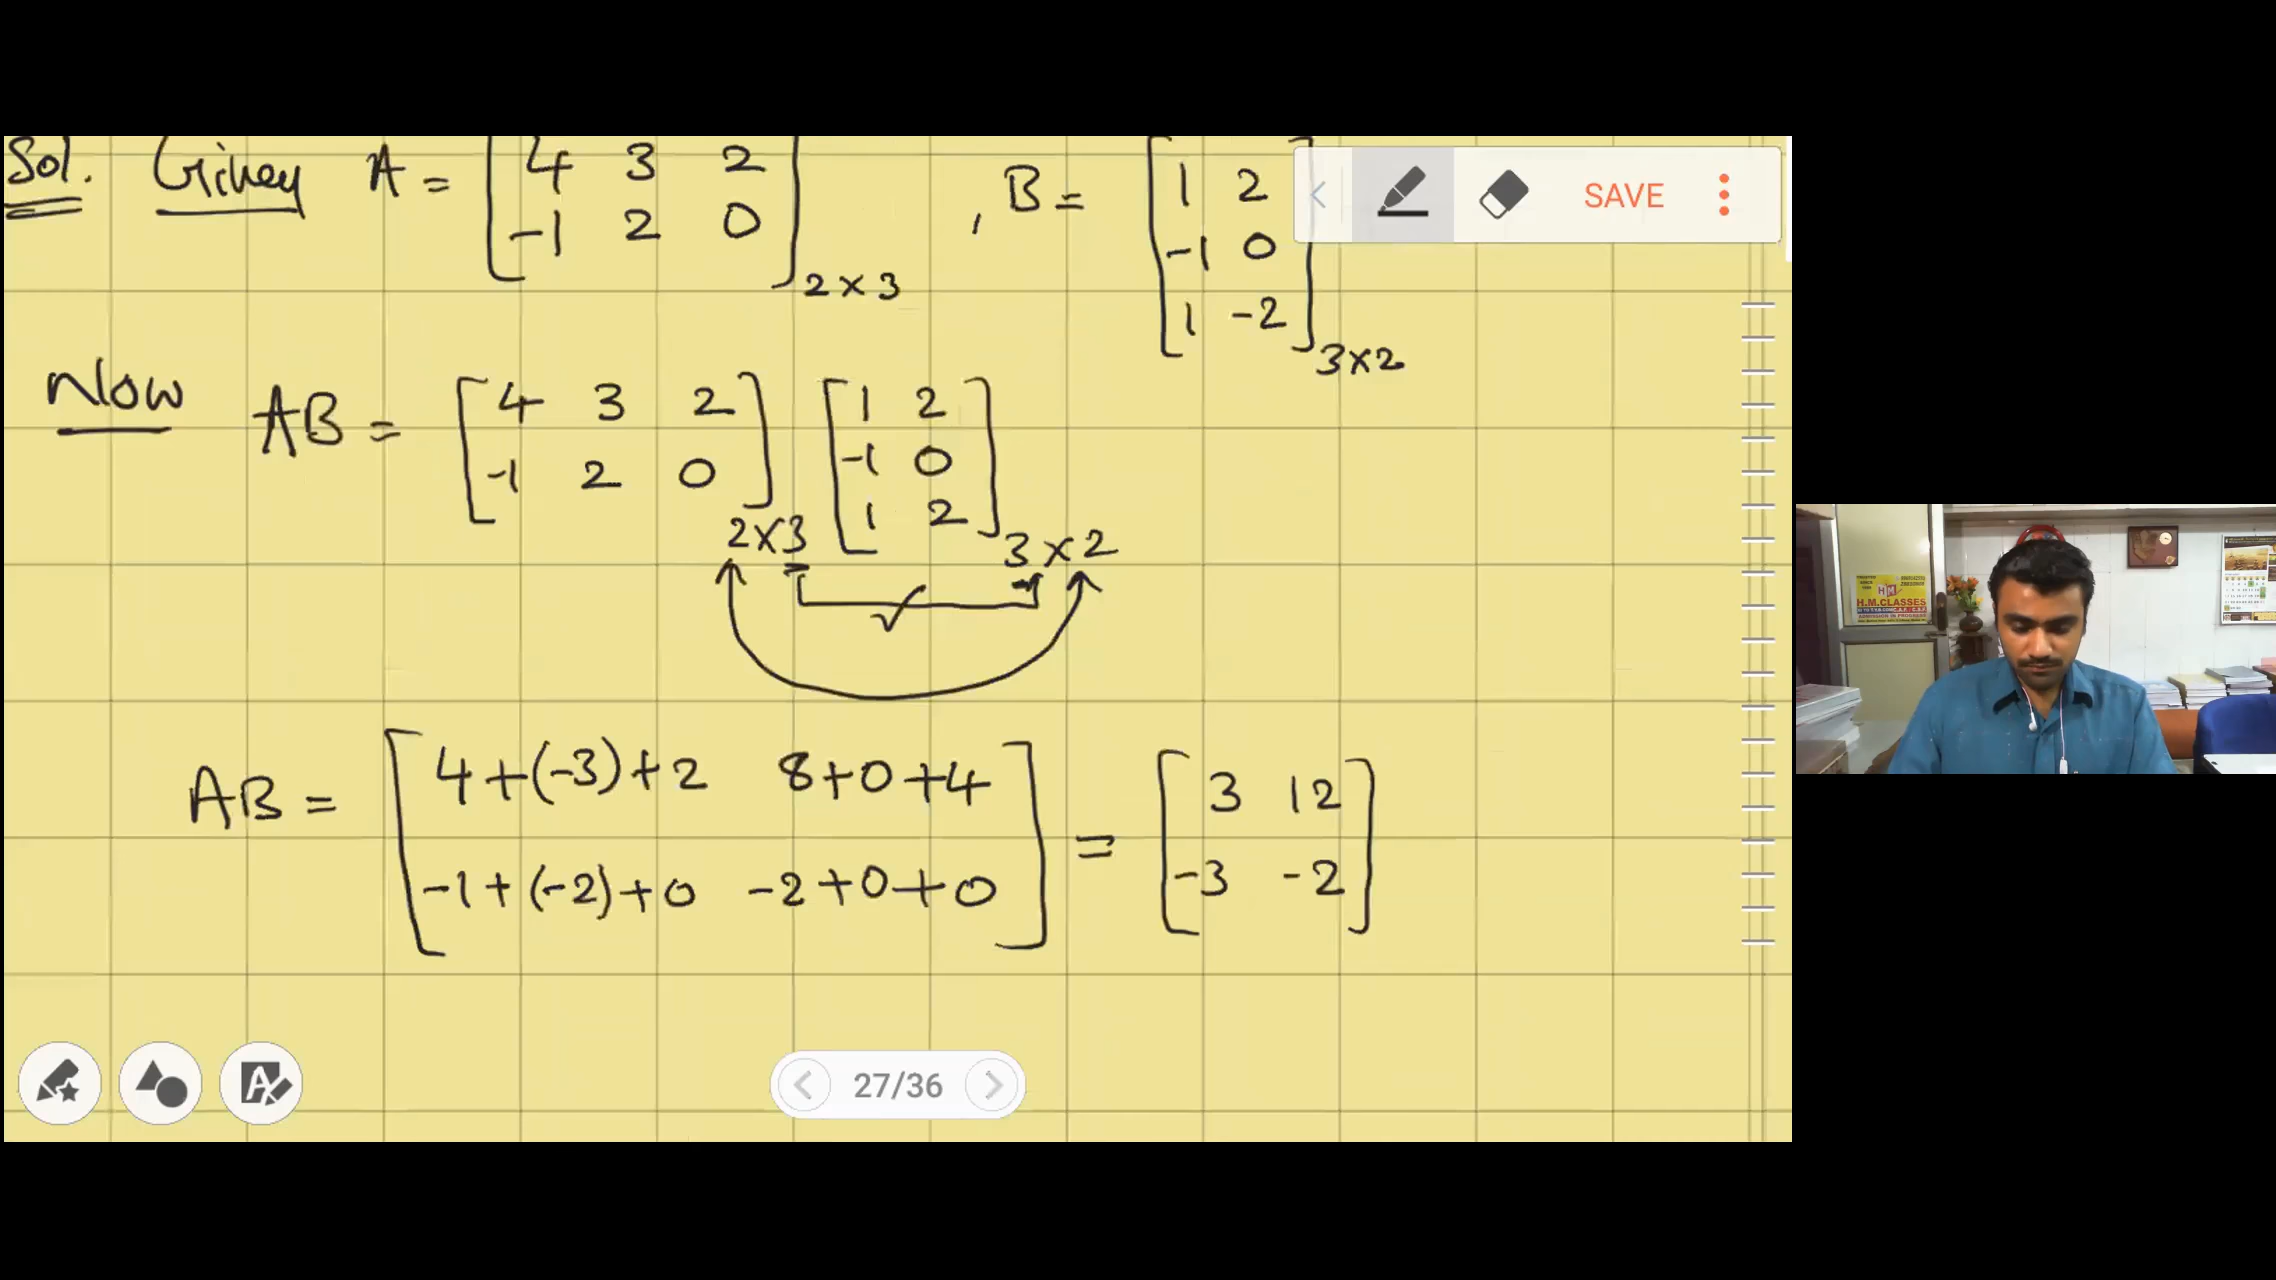 Sol. Given A = [4 3 2 , B = [1 2
-1 2 0] 2×3 -1 0
1 -2] 3×2
SAVE
Now AB = [4 3 2 [1 2
-1 2 0] -1 0
2×3 1 2] 3×2
✓
AB = [4+(-3)+2 8+0+4 = [3 12
-1+(-2)+0 -2+0+0] -3 -2]
27/36
H.M.CLASSES